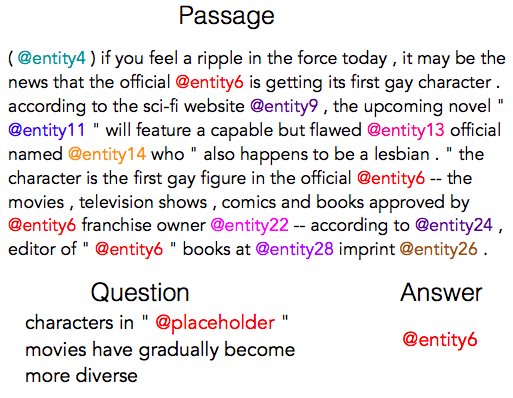 Passage
( @entity4 ) if you feel a ripple in the force today , it may be the
news that the official @entity6 is getting its first gay character .
according to the sci-fi website @entity9 , the upcoming novel "
@entity11 " will feature a capable but flawed @entity13 official
named @entity14 who " also happens to be a lesbian . " the
character is the first gay figure in the official @entity6 -- the
movies , television shows , comics and books approved by
@entity6 franchise owner @entity22 -- according to @entity24 ,
editor of " @entity6 " books at @entity28 imprint @entity26 .
Question
characters in " @placeholder "
movies have gradually become
more diverse
Answer
@entity6